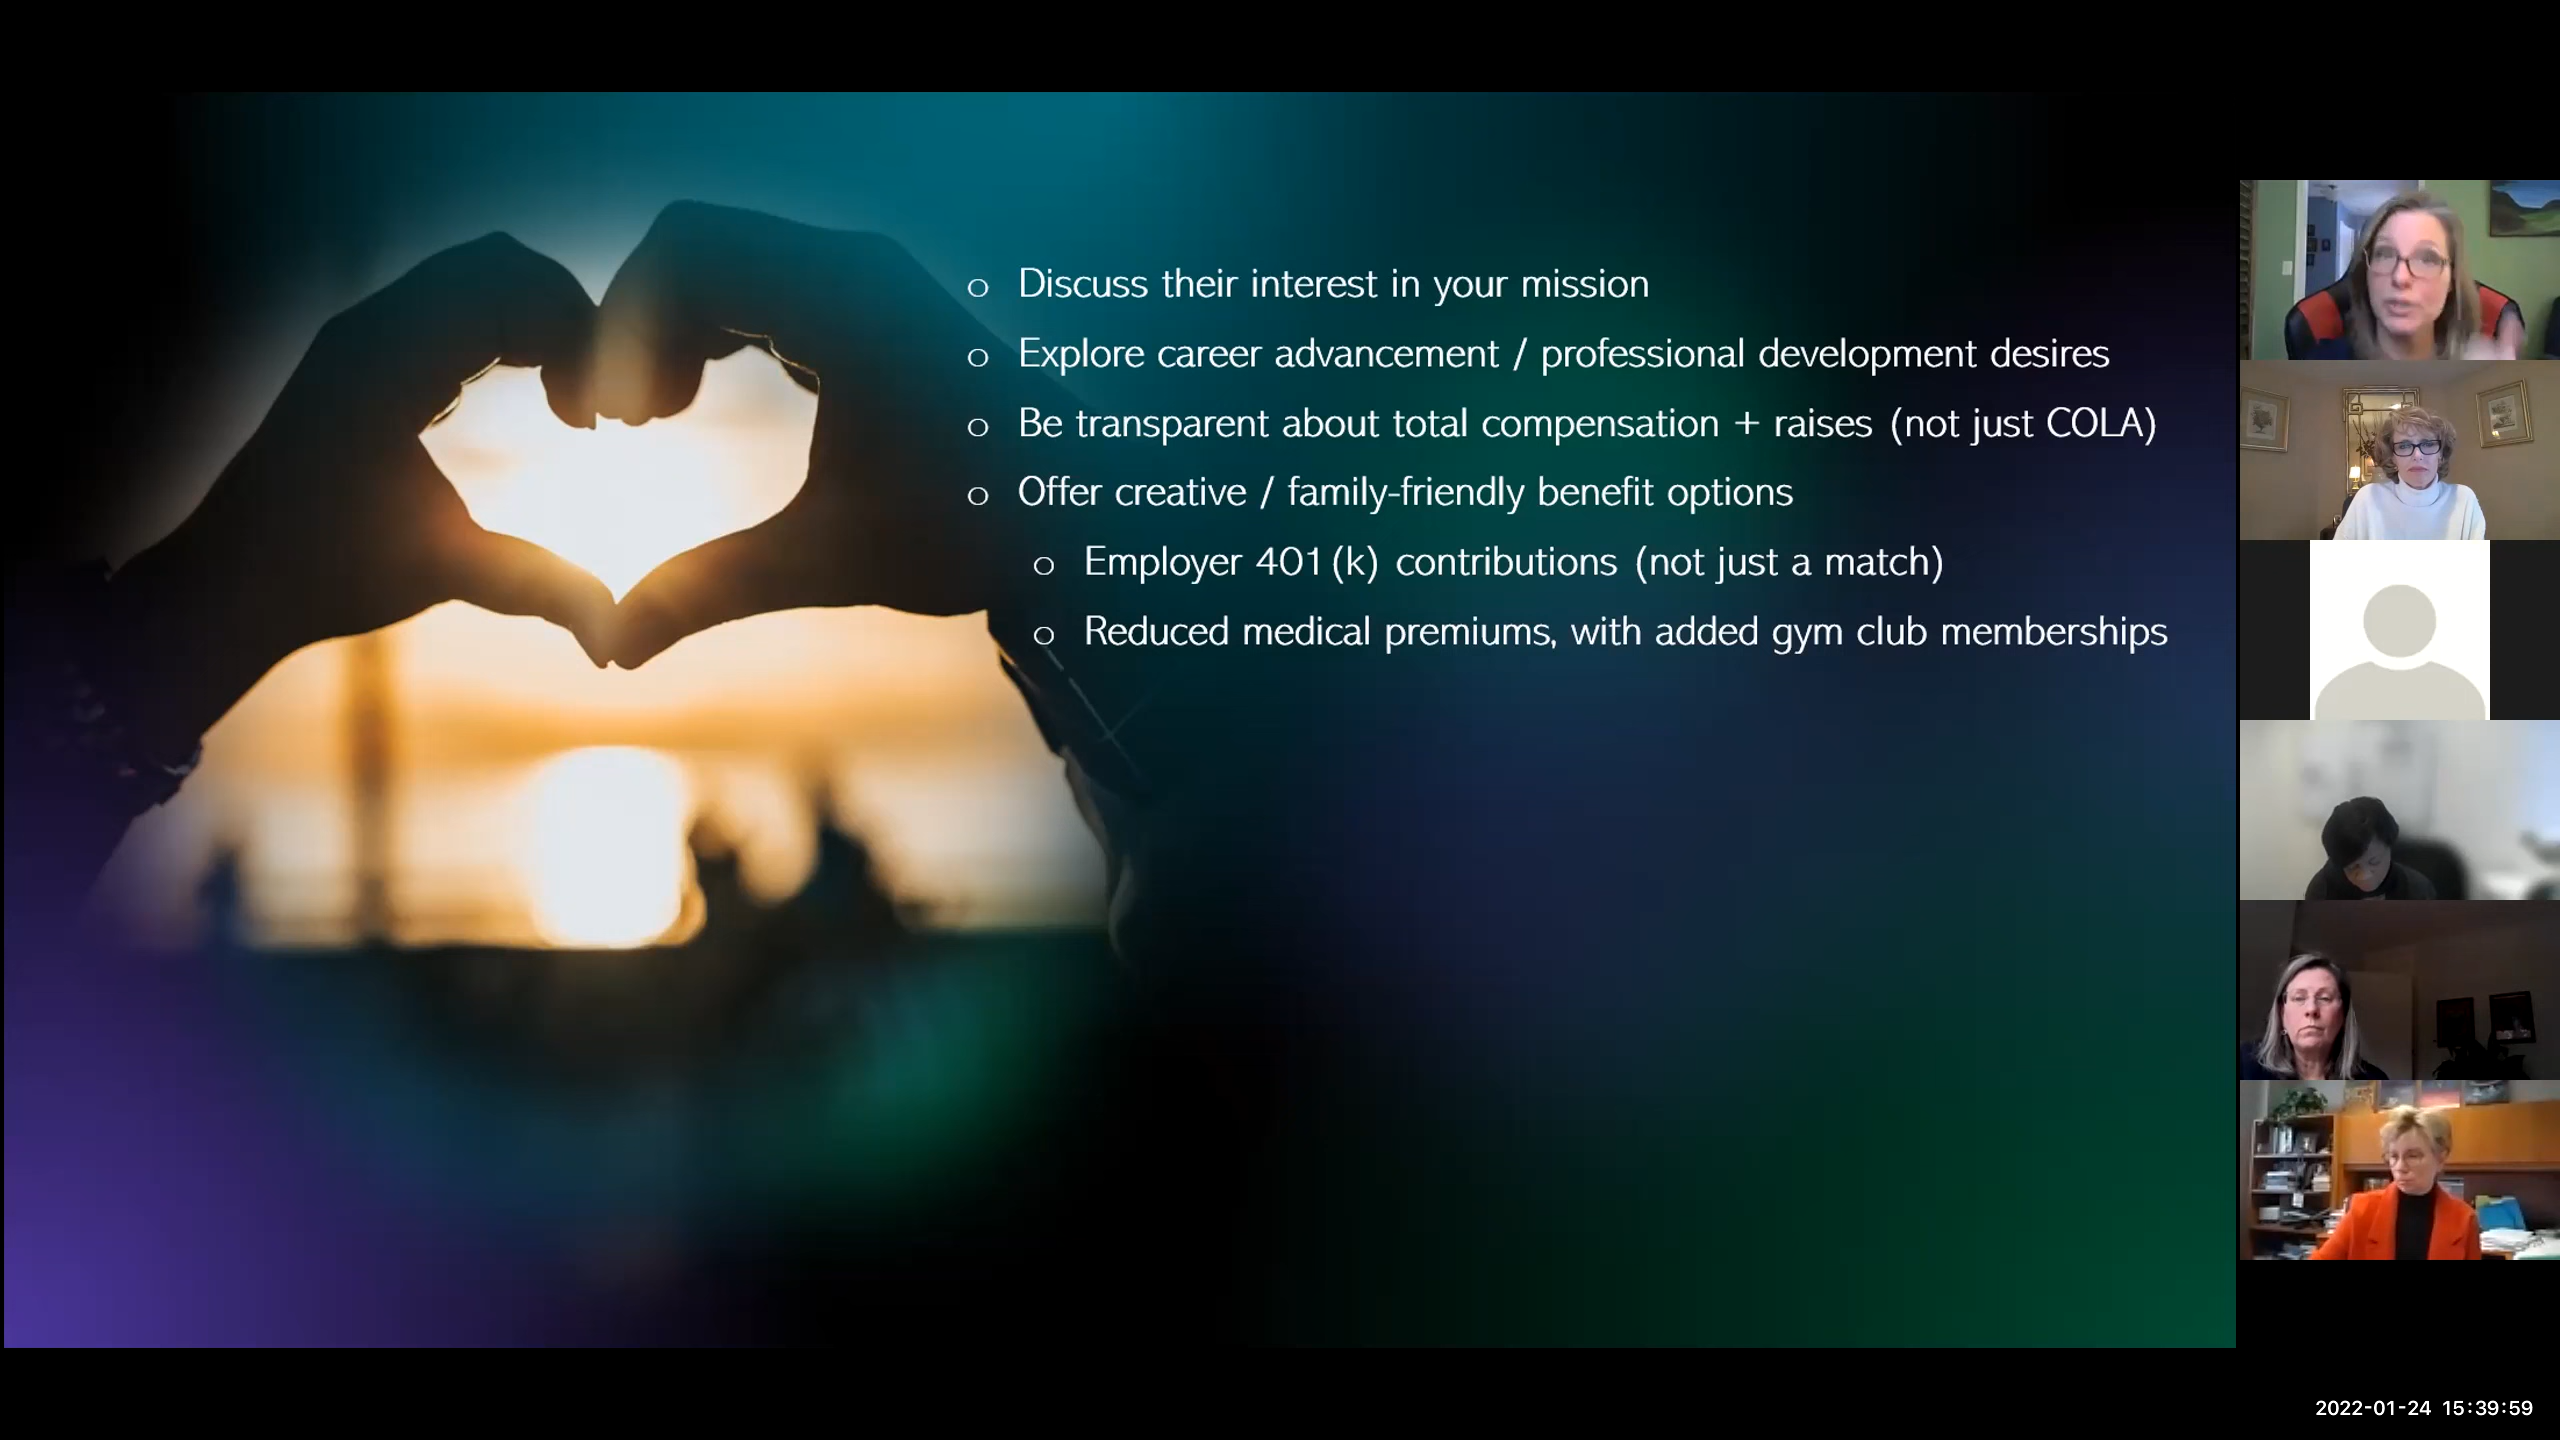 o Discuss their interest in your mission
o Explore career advancement / professional development desires
o Be transparent about total compensation + raises (not just COLA)
o Offer creative / family-friendly benefit options
o Employer 401(k) contributions (not just a match)
o Reduced medical premiums, with added gym club memberships
2022-01-24 15:39:59